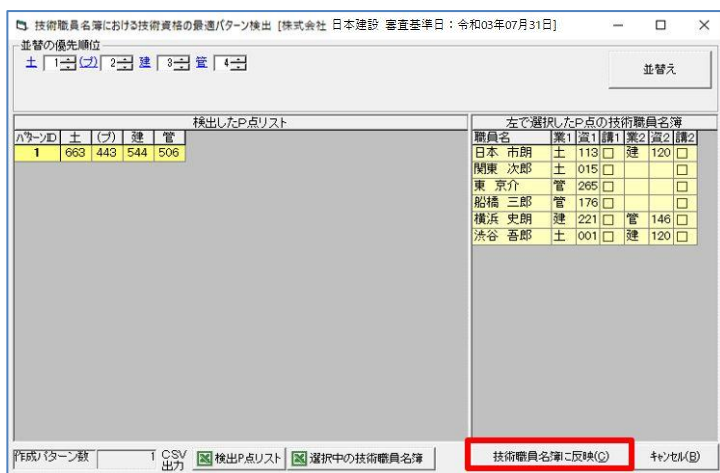 技術職員名簿における技術資格の最適パターン検出 [株式会社 日本建設 審査基準日：令和03年07月31日]
並替の優先順位
土 1 (プ) 2 建 3 管 4
並替え
検出したP点リスト
パターンID 土 (プ) 建 管
1 663 443 544 506
左で選択したP点の技術職員名簿
職員名 業1 資1 講1 業2 資2 講2
日本 市朗 土 113 建 120
関東 次郎 土 015
東 京介 管 265
船橋 三郎 管 176
横浜 史朗 建 221 管 146
渋谷 吾郎 土 001 建 120
作成パターン数 1 CSV出力 検出P点リスト 選択中の技術職員名簿 技術職員名簿に反映(C) キャンセル(B)